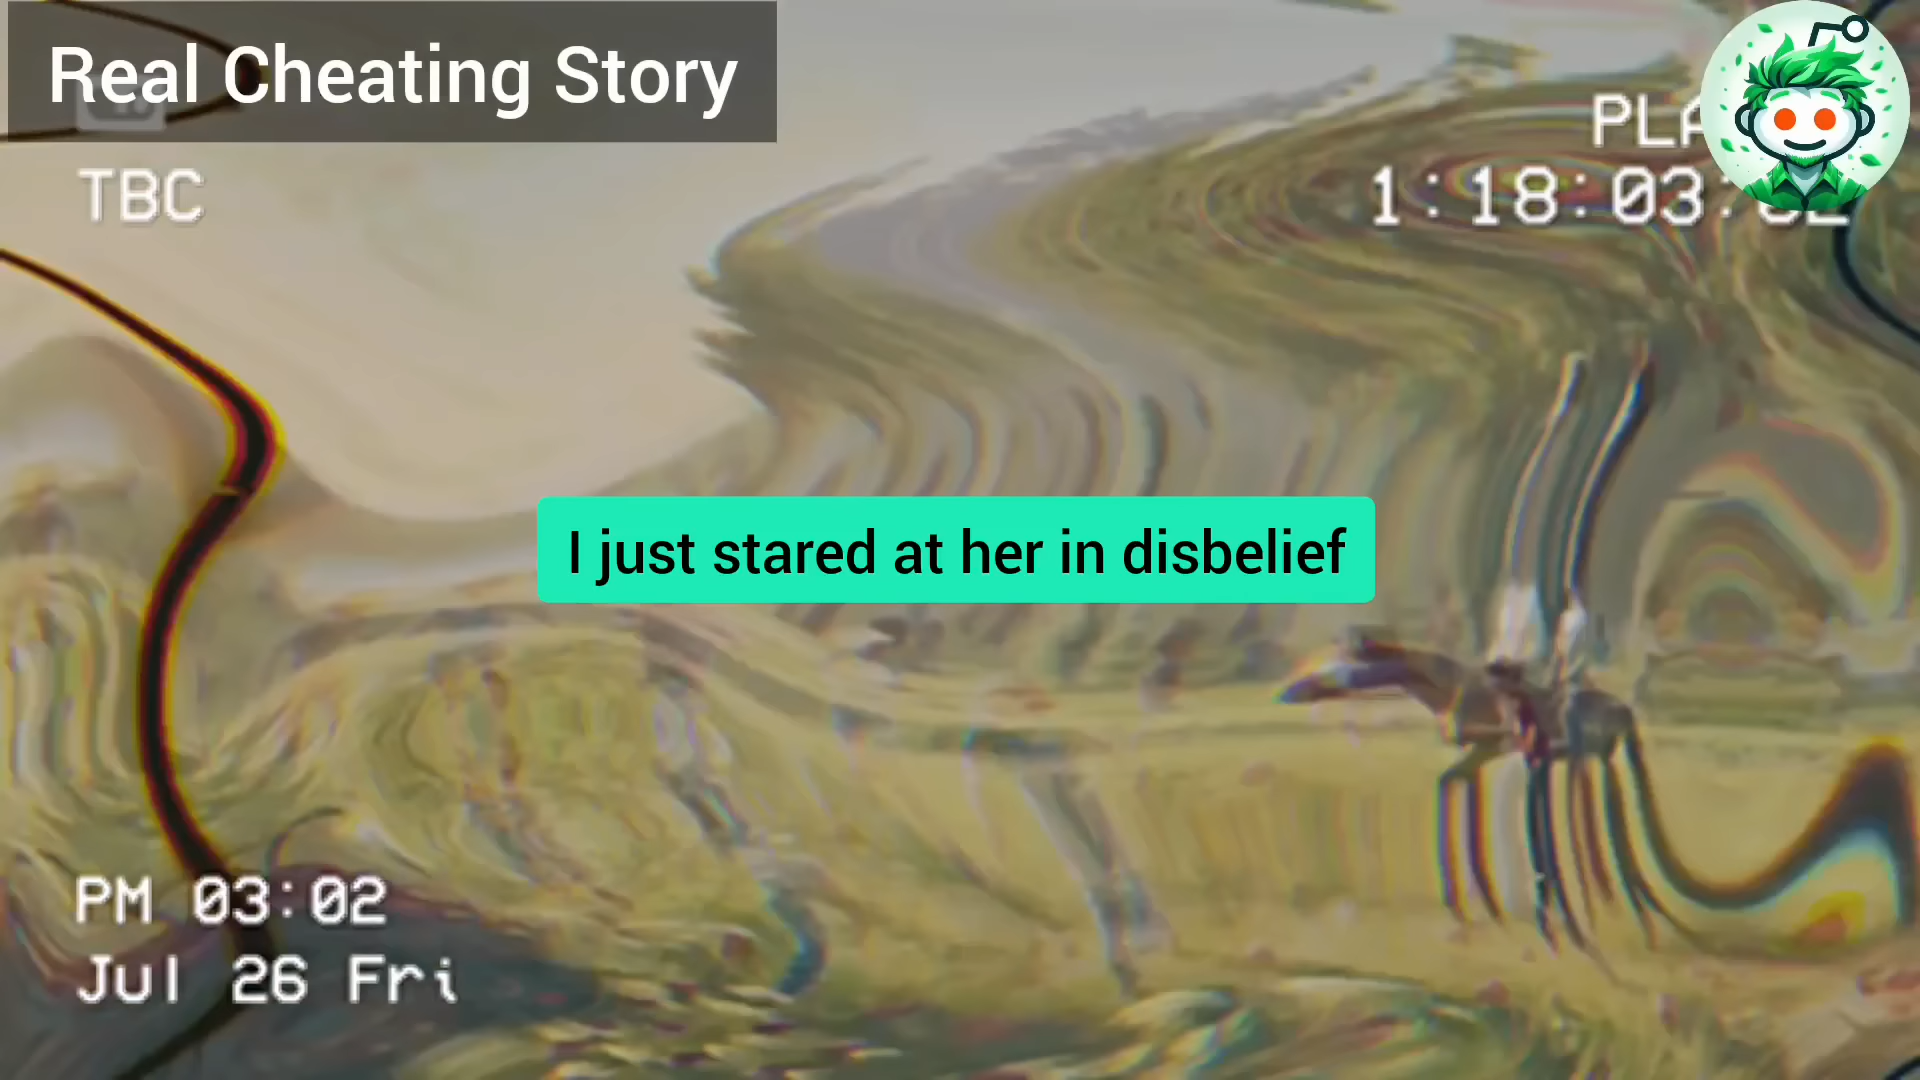 Real Cheating Story
TBC
1:18:03:
I just stared at her in disbelief
PM 03:02
Jul 26 Fri